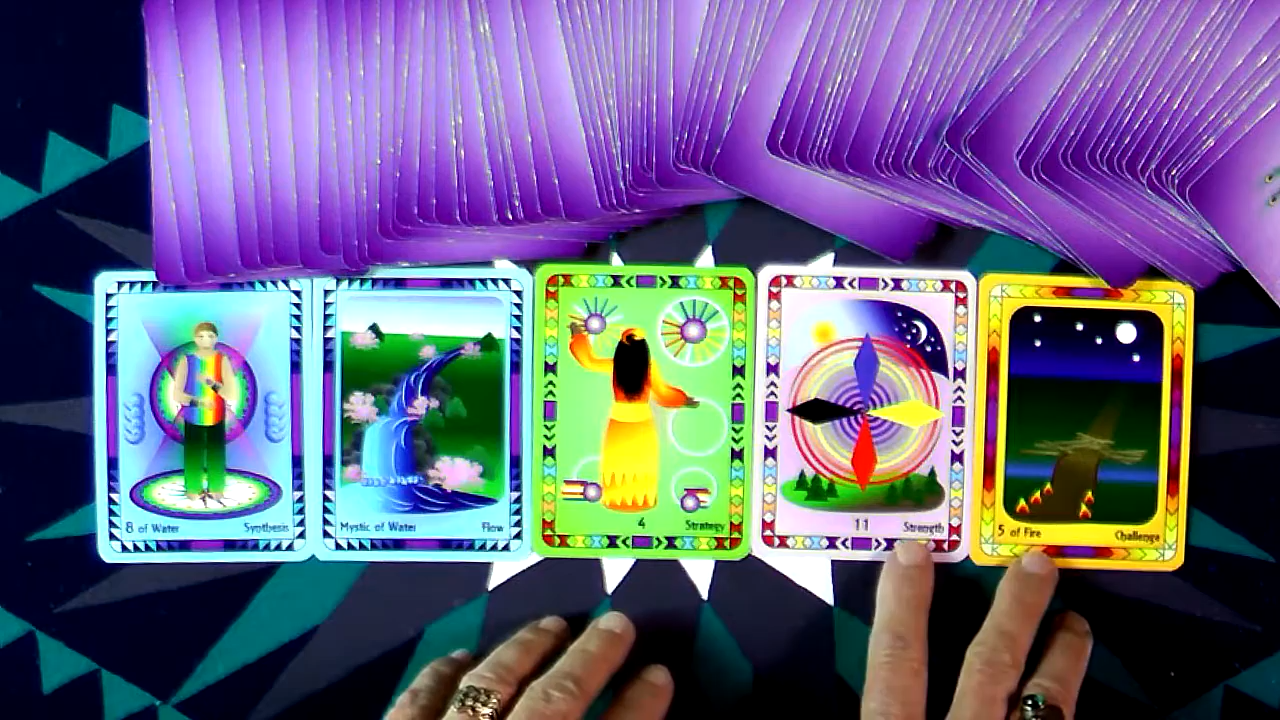 8 of Water Synthesis
Mystic of Water Flow
4 Strategy
11 Strength
5 of Fire Challenge